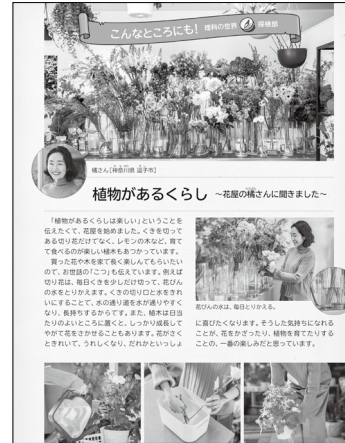 こんなところにも! 理科の世界 探検部
橘さん[神奈川県 逗子市]
植物があるくらし ~花屋の橘さんに聞きました~
「植物があるくらしは楽しい」ということを
伝えたくて、花屋を始めました。くきを切って
ある切り花だけでなく、レモンの木など、育て
て食べるのが楽しい植木もあつかっています。
買った花や木を家で長く楽しんでもらいたい
ので、お世話の「こつ」も伝えています。例えば
切り花は、毎日くきを少しだけ切って、花びん
の水をとりかえます。くきの切り口と水をきれ
いにすることで、水の通り道を水が通りやすく
なり、長持ちするからです。また、植木は日当
たりのよいところに置くと、しっかり成長して
やがて花をさかせることもあります。花がさく
ときれいで、うれしくなり、だれかといっしょ
花びんの水は、毎日とりかえる。
に喜びたくなります。そうした気持ちになれる
ことが、花をかざったり、植物を育てたりする
ことの、一番の楽しみだと思っています。